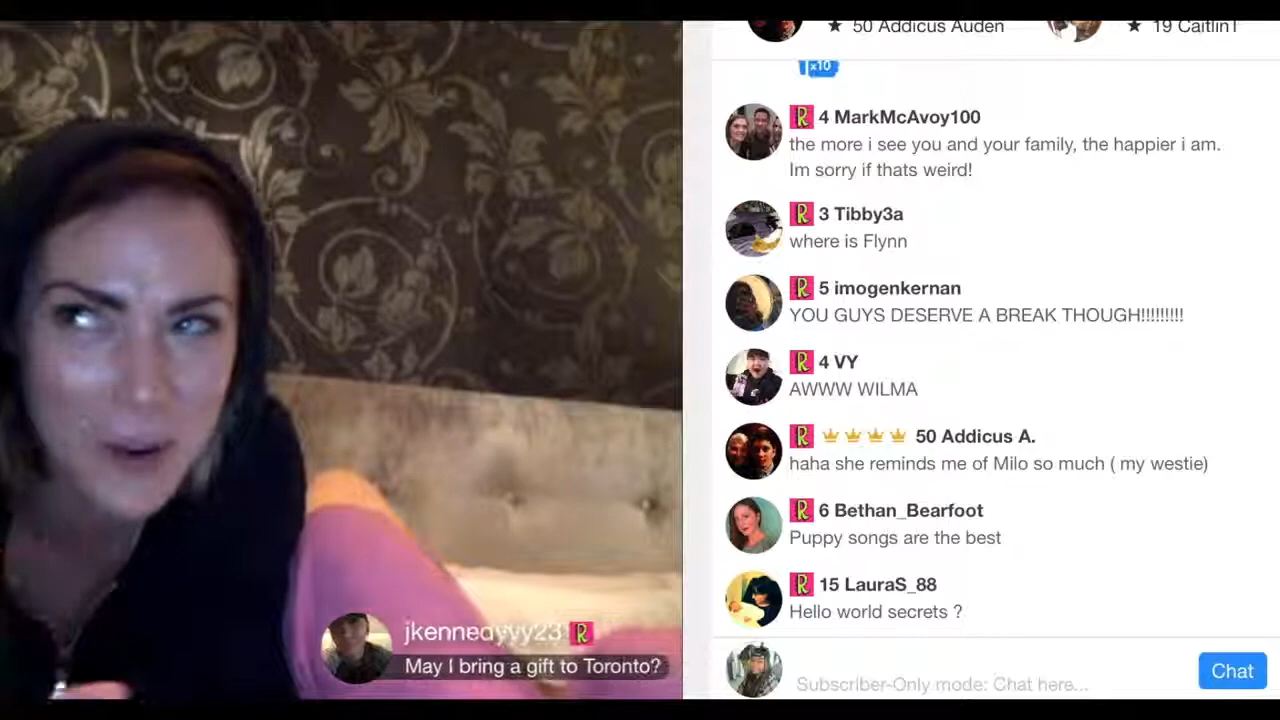 ★ 50 Addicus Auden
★ 19 CaitlinT
x10
R 4 MarkMcAvoy100
the more i see you and your family, the happier i am.
Im sorry if thats weird!
R 3 Tibby3a
where is Flynn
R 5 imogenkernan
YOU GUYS DESERVE A BREAK THOUGH!!!!!!!!!
R 4 VY
AWWW WILMA
R 50 Addicus A.
haha she reminds me of Milo so much ( my westie)
R 6 Bethan_Bearfoot
Puppy songs are the best
R 15 LauraS_88
Hello world secrets ?
Subscriber-Only mode: Chat here...
Chat
R
May I bring a gift to Toronto?